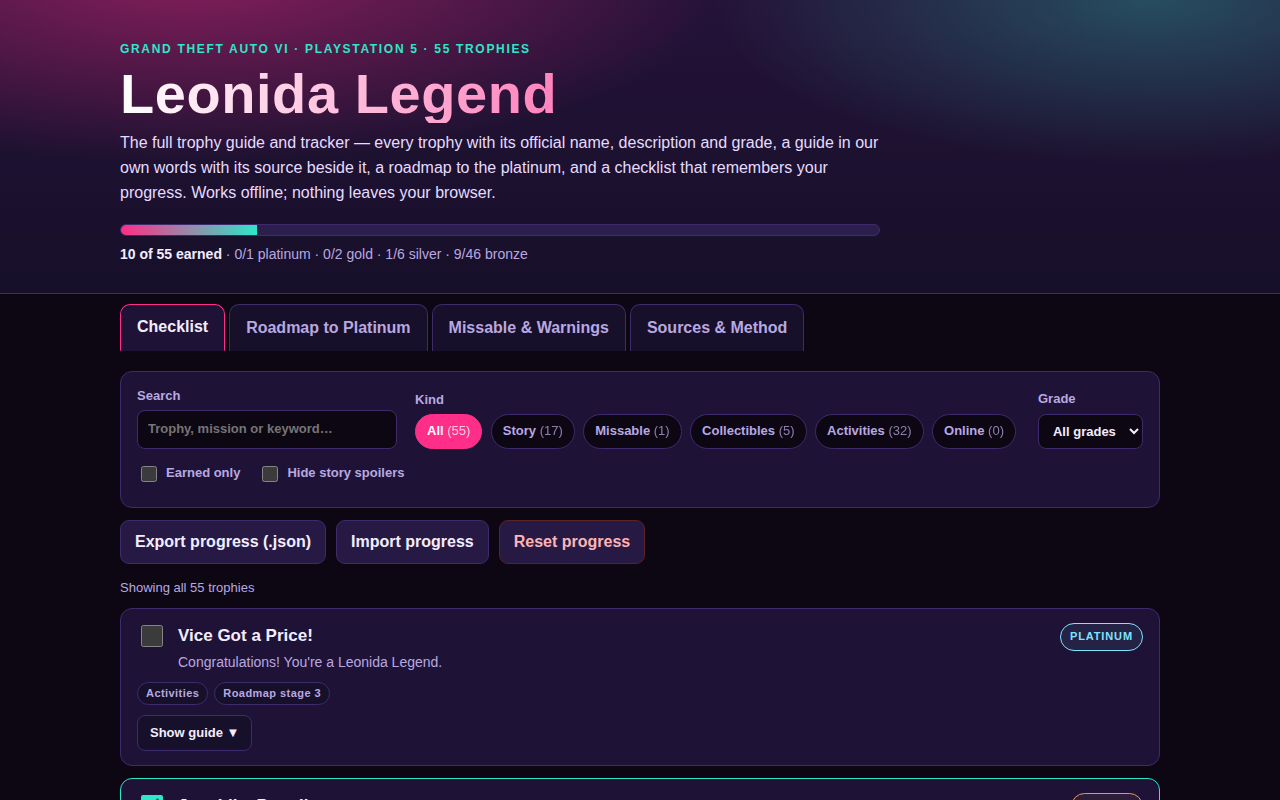 GRAND THEFT AUTO VI · PLAYSTATION 5 · 55 TROPHIES
Leonida Legend
The full trophy guide and tracker — every trophy with its official name, description and grade, a guide in our
own words with its source beside it, a roadmap to the platinum, and a checklist that remembers your
progress. Works offline; nothing leaves your browser.
10 of 55 earned · 0/1 platinum · 0/2 gold · 1/6 silver · 9/46 bronze
Checklist
Roadmap to Platinum
Missable & Warnings
Sources & Method
Search
Trophy, mission or keyword…
Kind
All (55)
Story (17)
Missable (1)
Collectibles (5)
Activities (32)
Online (0)
Grade
All grades
Earned only
Hide story spoilers
Export progress (.json)
Import progress
Reset progress
Showing all 55 trophies
Vice Got a Price!
PLATINUM
Congratulations! You're a Leonida Legend.
Activities
Roadmap stage 3
Show guide ▼